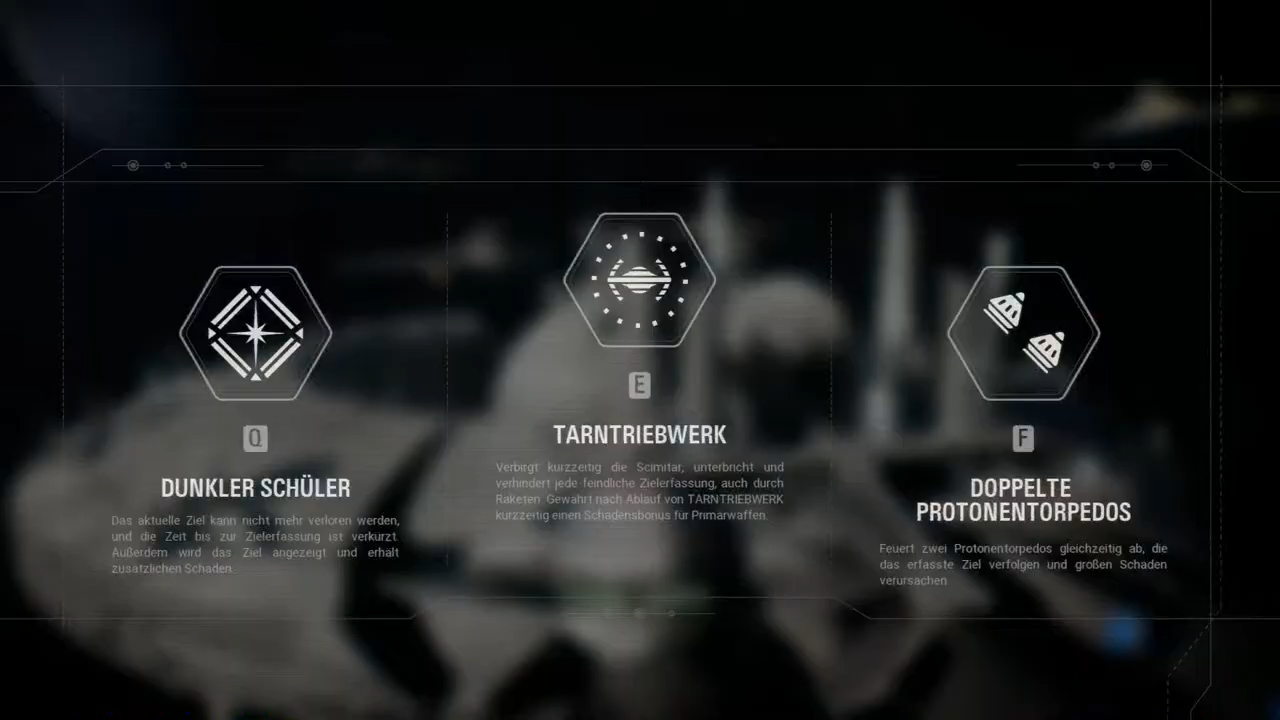 Q
DUNKLER SCHÜLER
Das aktuelle Ziel kann nicht mehr verloren werden,
und die Zeit bis zur Zielerfassung ist verkürzt.
Außerdem wird das Ziel angezeigt und erhält
zusätzlichen Schaden.
E
TARNTRIEBWERK
Verbirgt kurzzeitig die Scimitar, unterbricht und
verhindert jede feindliche Zielerfassung, auch durch
Raketen. Gewährt nach Ablauf von TARNTRIEBWERK
kurzzeitig einen Schadensbonus für Primärwaffen.
F
DOPPELTE
PROTONENTORPEDOS
Feuert zwei Protonentorpedos gleichzeitig ab, die
das erfasste Ziel verfolgen und großen Schaden
verursachen.